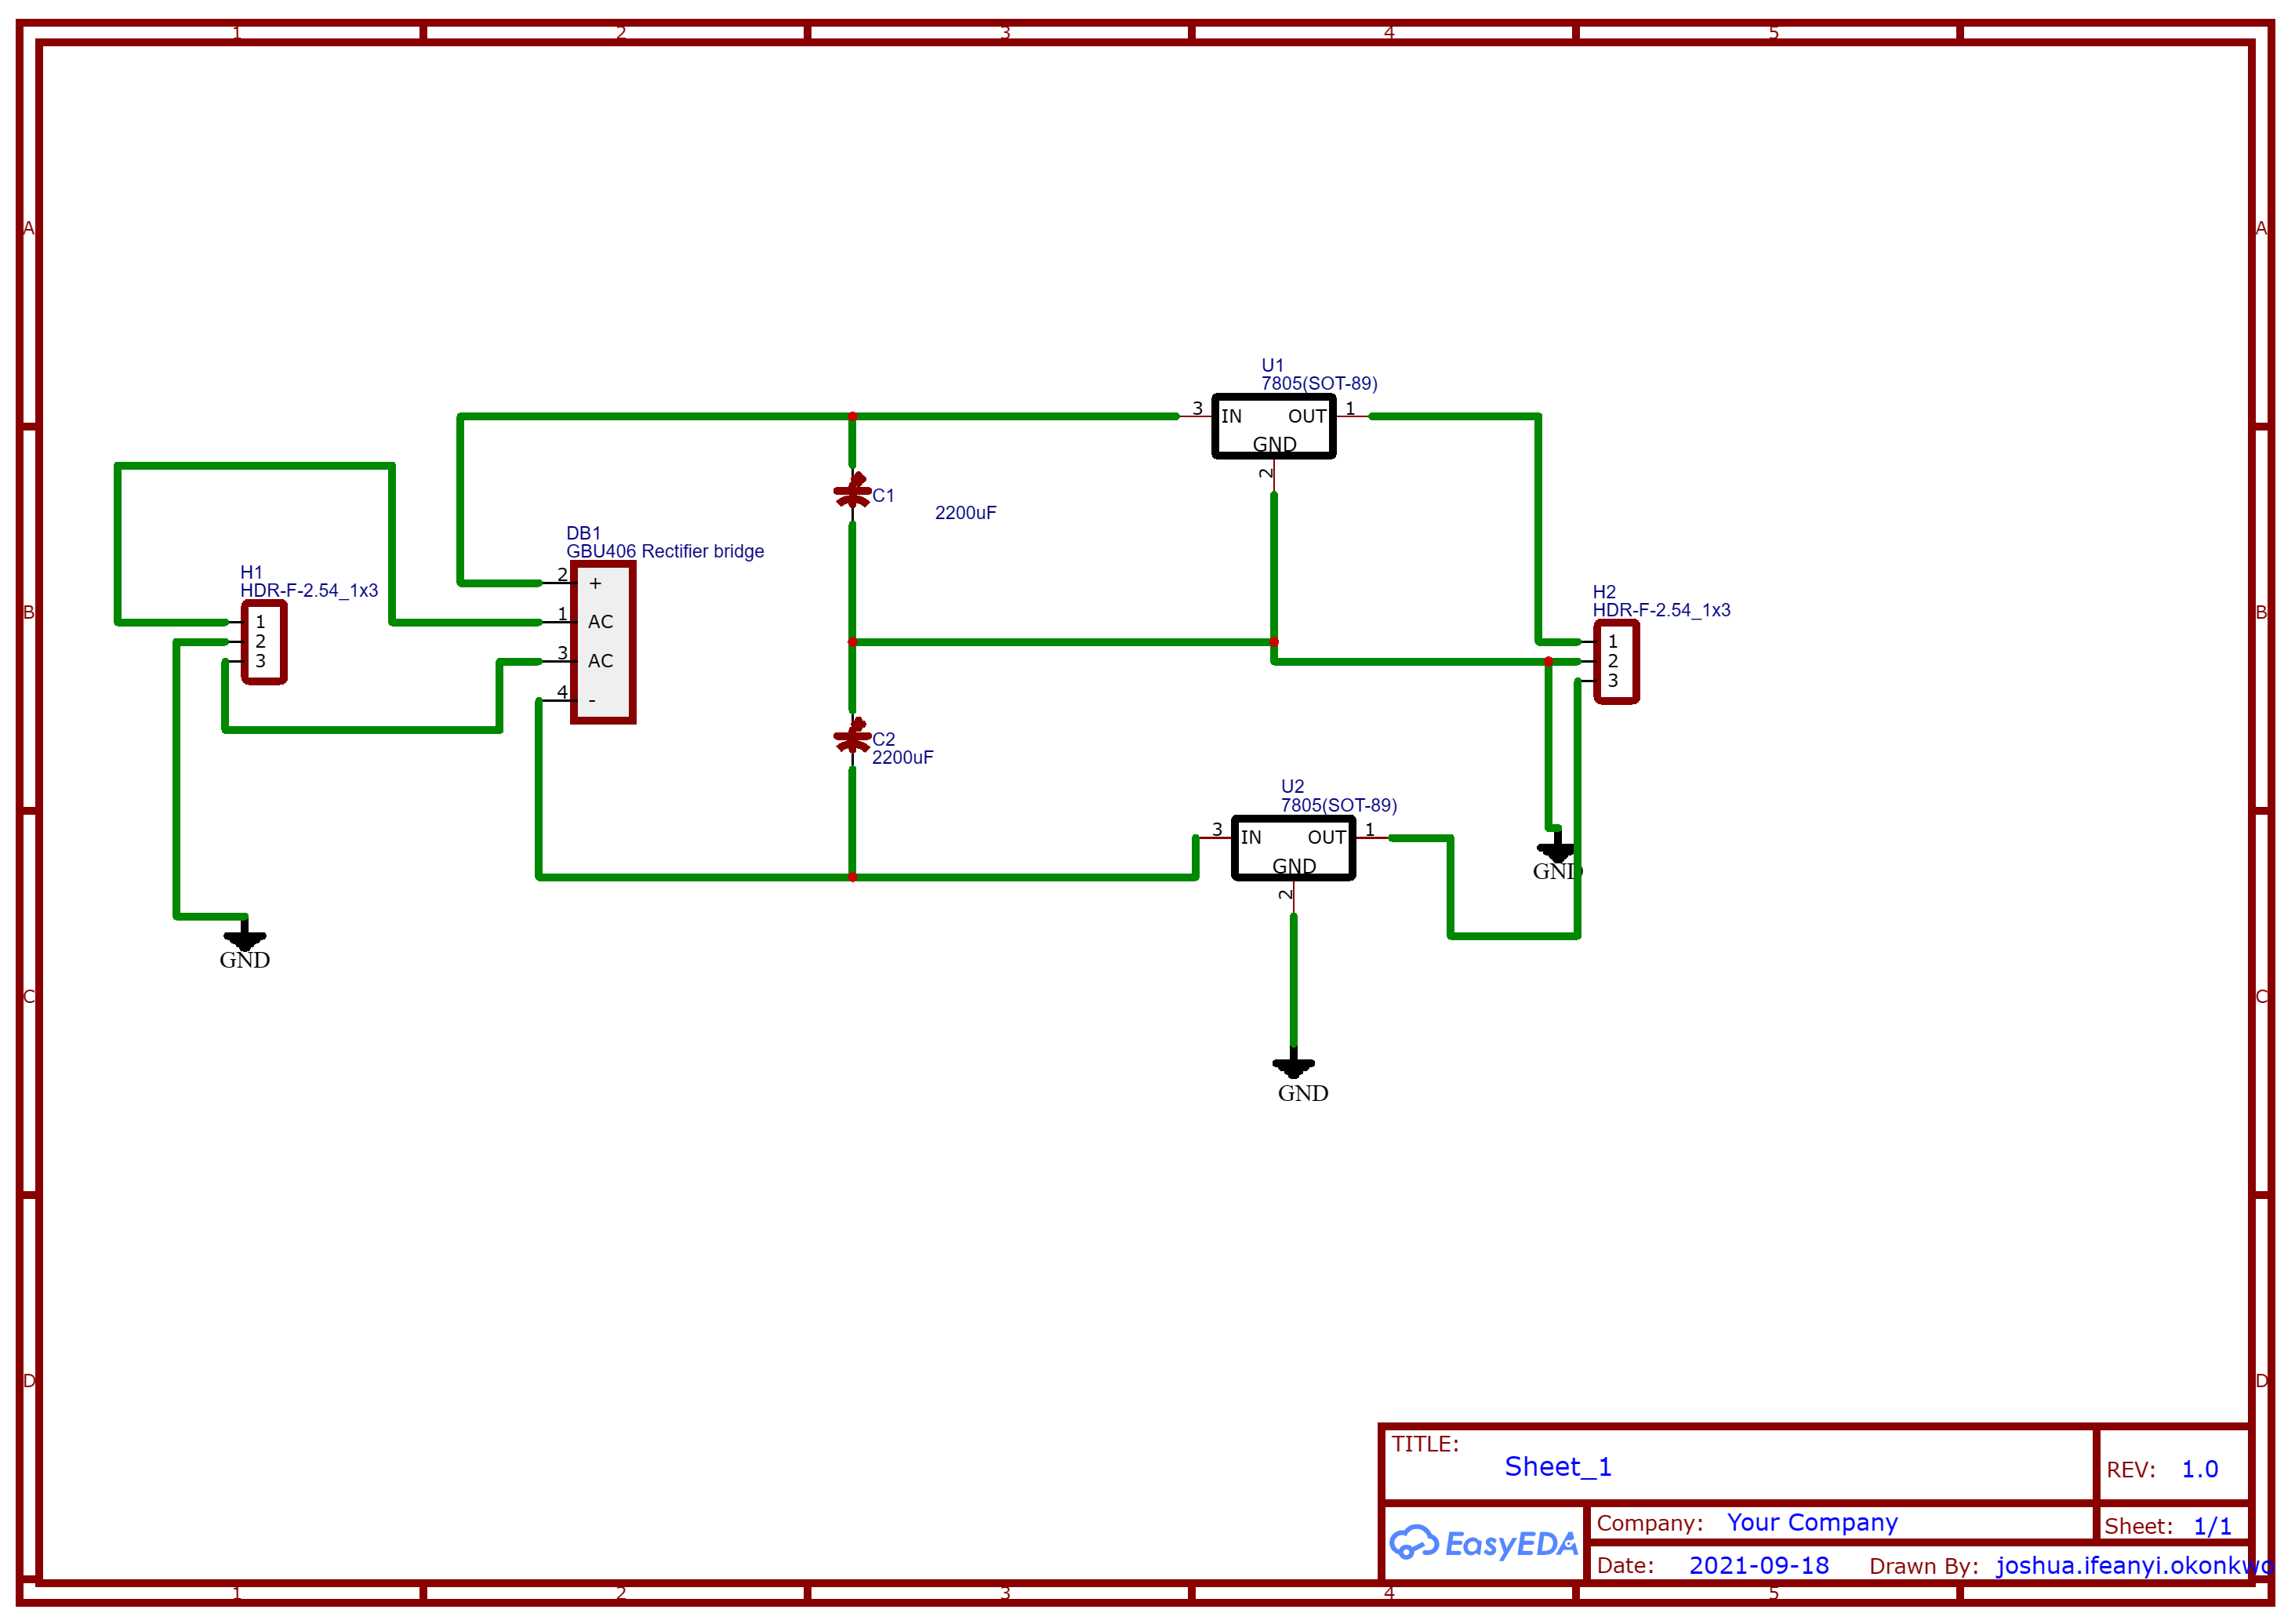 1 2 3 4 5
A A
U1
7805(SOT-89)
3 IN OUT 1
GND
2
C1
2200uF
DB1
GBU406 Rectifier bridge
2 +
1 AC
3 AC
4 -
H1
HDR-F-2.54_1x3
1
2
3
B B
H2
HDR-F-2.54_1x3
1
2
3
C2
2200uF
U2
7805(SOT-89)
3 IN OUT 1
GND
2
GND
GND
GND
C C
D D
TITLE:
Sheet_1
REV: 1.0
EasyEDA
Company: Your Company
Sheet: 1/1
Date: 2021-09-18 Drawn By: joshua.ifeanyi.okonkwo
1 2 3 4 5